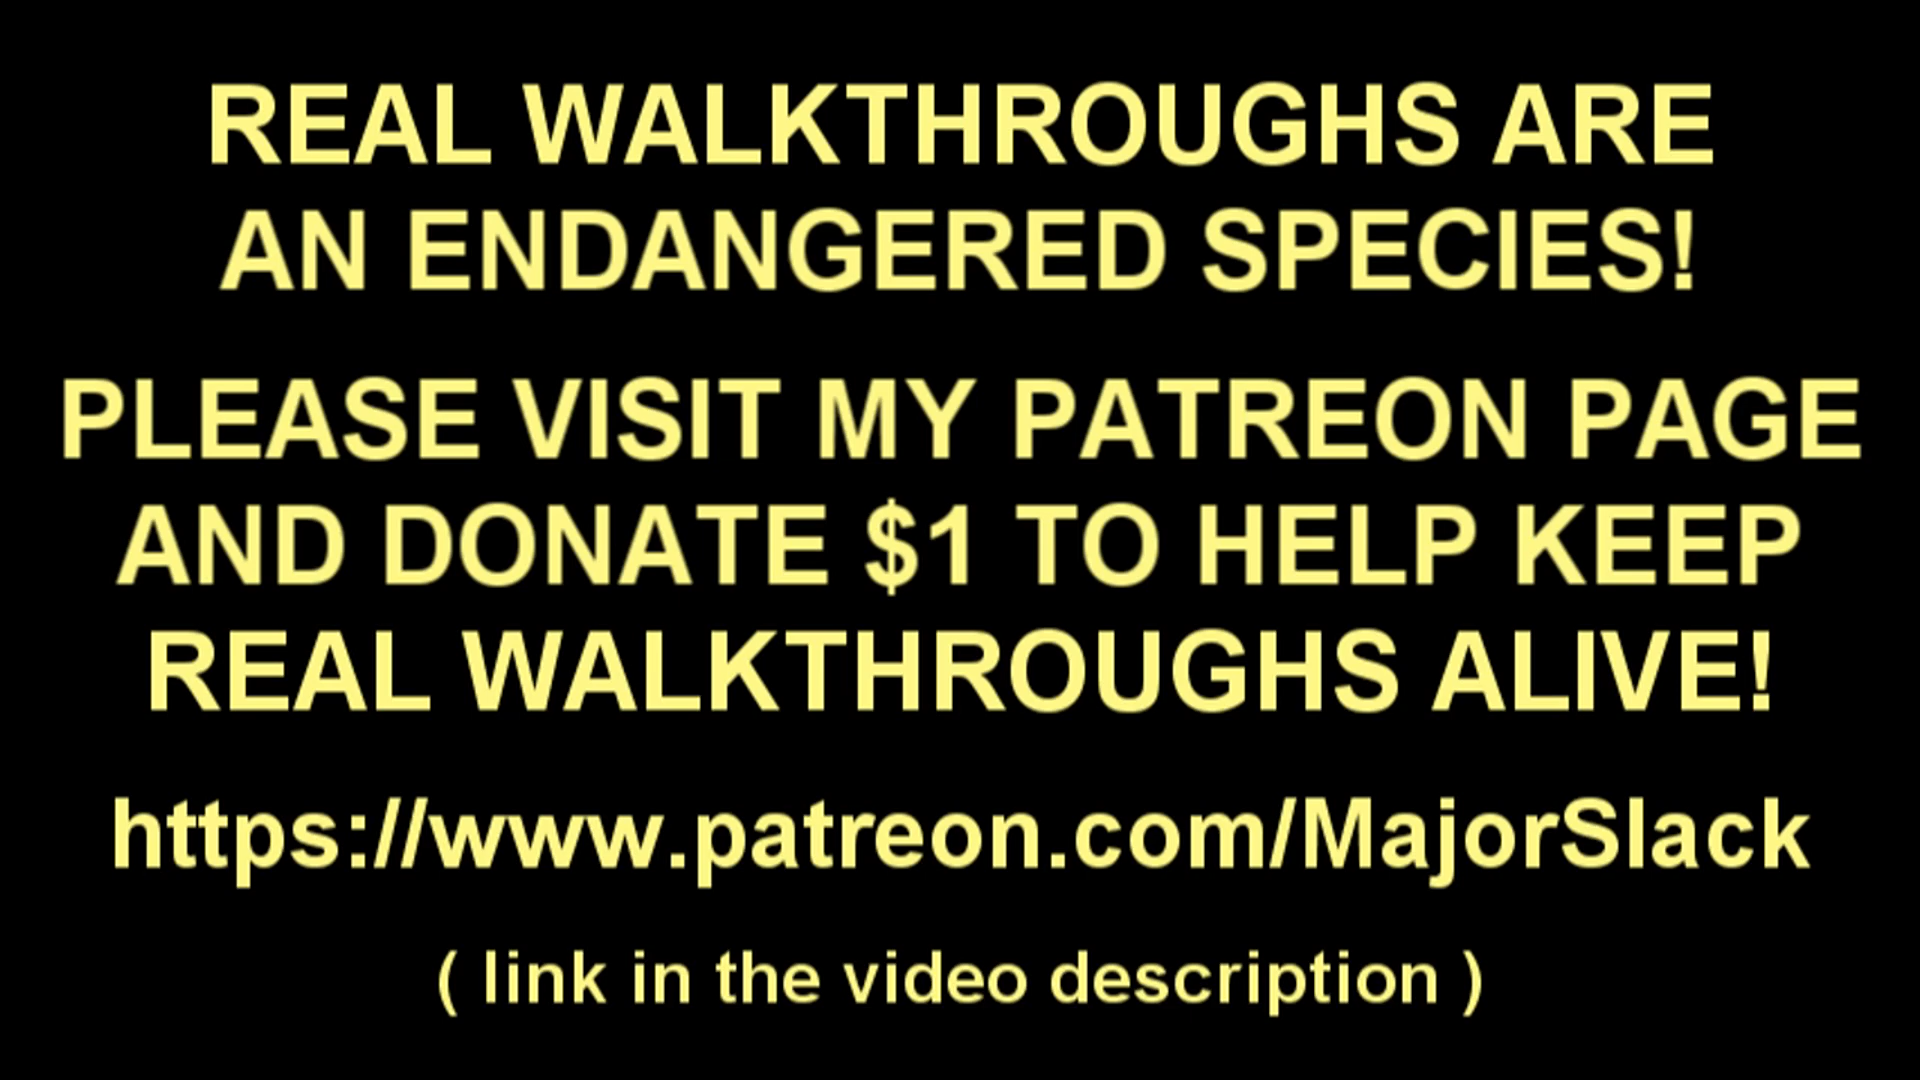 REAL WALKTHROUGHS ARE
AN ENDANGERED SPECIES!
PLEASE VISIT MY PATREON PAGE
AND DONATE $1 TO HELP KEEP
REAL WALKTHROUGHS ALIVE!
https://www.patreon.com/MajorSlack
( link in the video description )